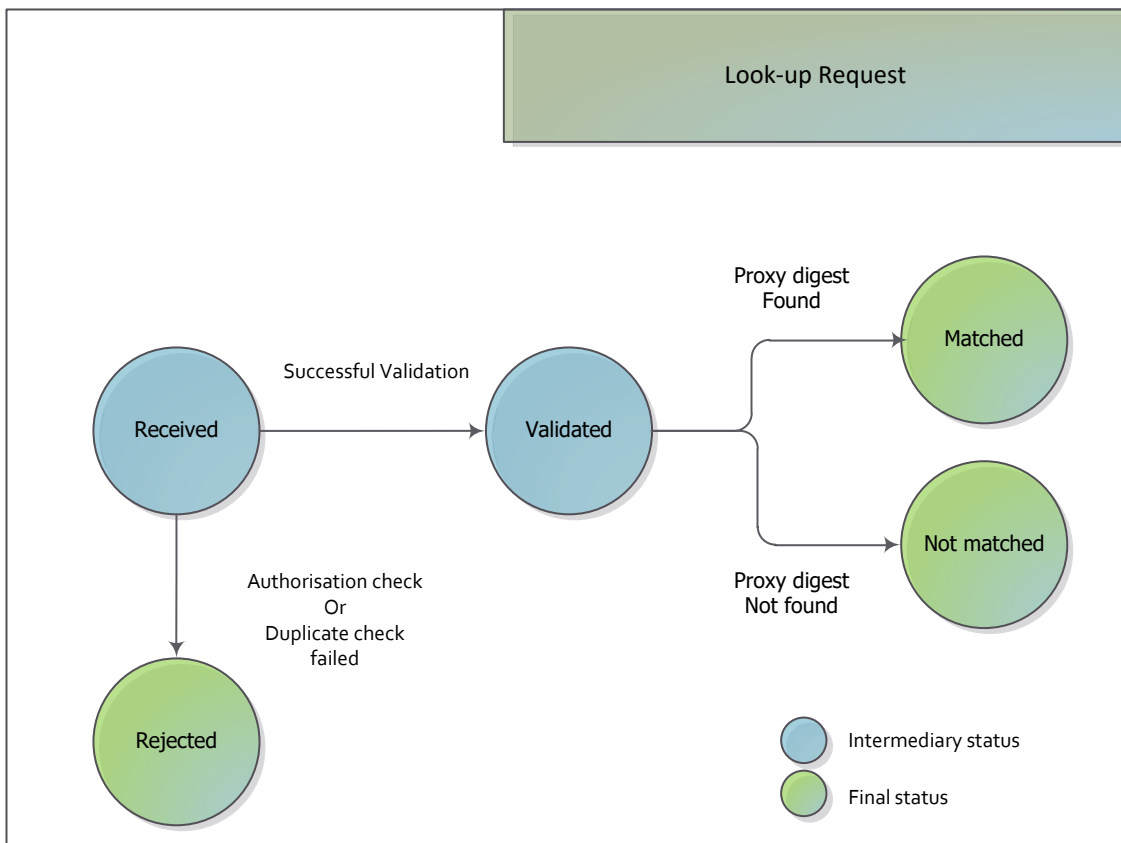 Look-up Request
Proxy digest
Found
Matched
Successful Validation
Received
Validated
Not matched
Proxy digest
Not found
Authorisation check
Or
Duplicate check
failed
Rejected
Intermediary status
Final status